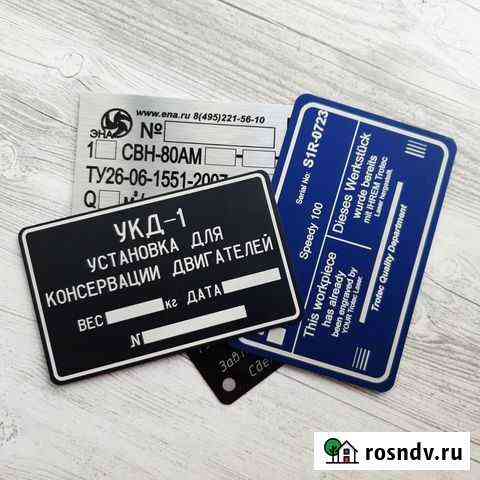 www.ena.ru 8(495)221-56-10
ЭНА
№
1 СВН-80АМ - -
ТУ26-06-1551-2007
Q м³/
УКД-1
УСТАНОВКА ДЛЯ
КОНСЕРВАЦИИ ДВИГАТЕЛЕЙ
ВЕС кг ДАТА
N
Serial No: S1R-0723
Speedy 100
This workpiece
has already
been engraved by
YOUR Trotec Laser.
Dieses Werkstück
wurde bereits
mit IHREM Trotec
Laser hergestellt.
Trotec Quality Department
rosndv.ru